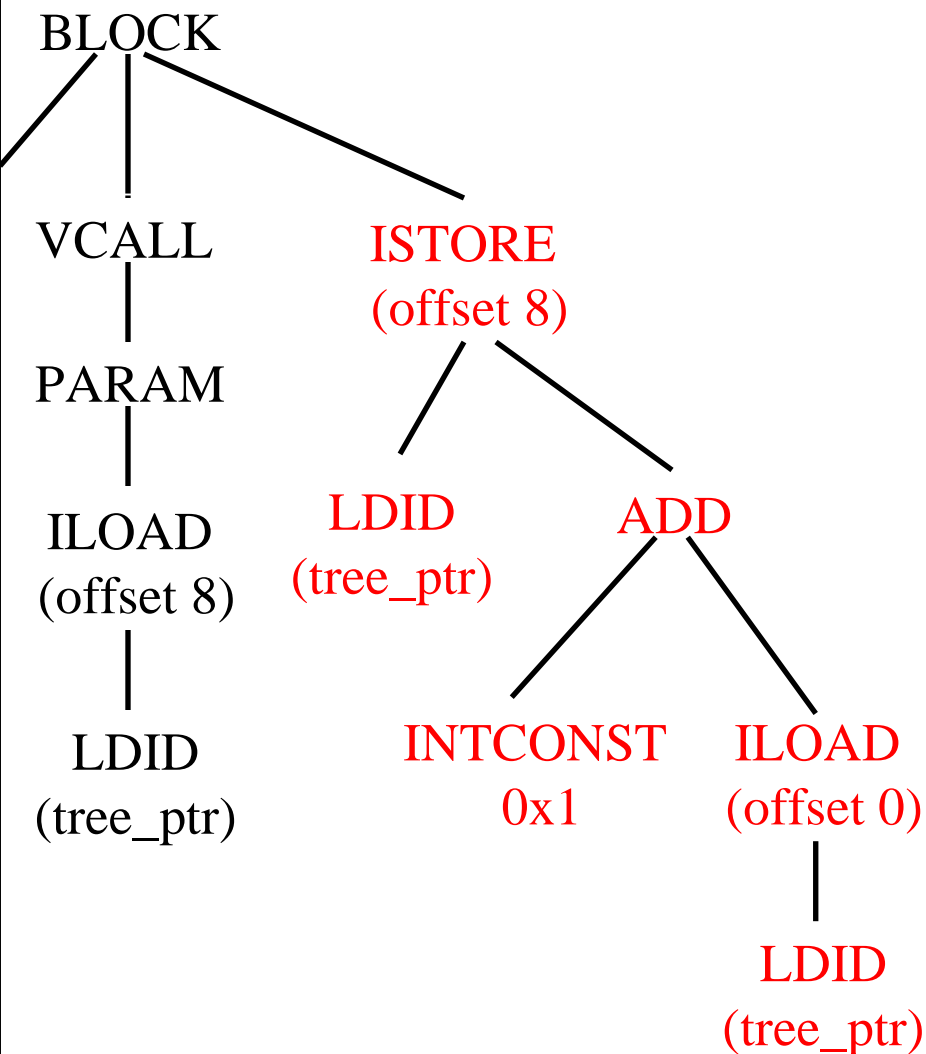 BLOCK
VCALL
ISTORE
(offset 8)
PARAM
LDID
(tree_ptr)
ADD
ILOAD
(offset 8)
INTCONST
0x1
ILOAD
(offset 0)
LDID
(tree_ptr)
LDID
(tree_ptr)